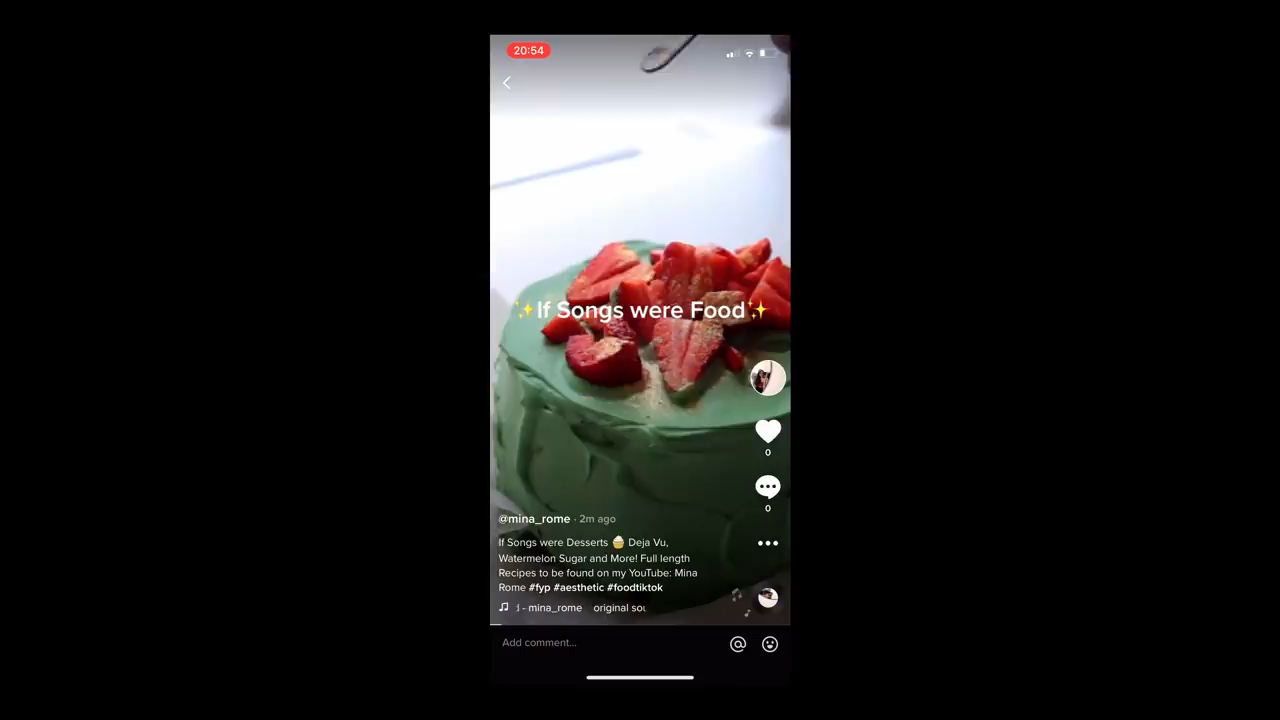 20:54
✨If Songs were Food✨
0
0
@mina_rome · 2m ago
If Songs were Desserts 🧁 Deja Vu,
Watermelon Sugar and More! Full length
Recipes to be found on my YouTube: Mina
Rome #fyp #aesthetic #foodtiktok
- mina_rome original sou
Add comment...